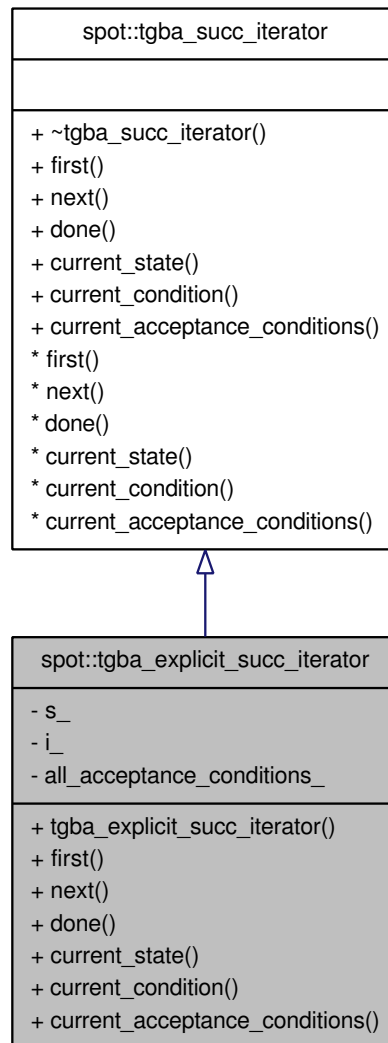 spot::tgba_succ_iterator
+ ~tgba_succ_iterator()
+ first()
+ next()
+ done()
+ current_state()
+ current_condition()
+ current_acceptance_conditions()
* first()
* next()
* done()
* current_state()
* current_condition()
* current_acceptance_conditions()
spot::tgba_explicit_succ_iterator
- s_
- i_
- all_acceptance_conditions_
+ tgba_explicit_succ_iterator()
+ first()
+ next()
+ done()
+ current_state()
+ current_condition()
+ current_acceptance_conditions()